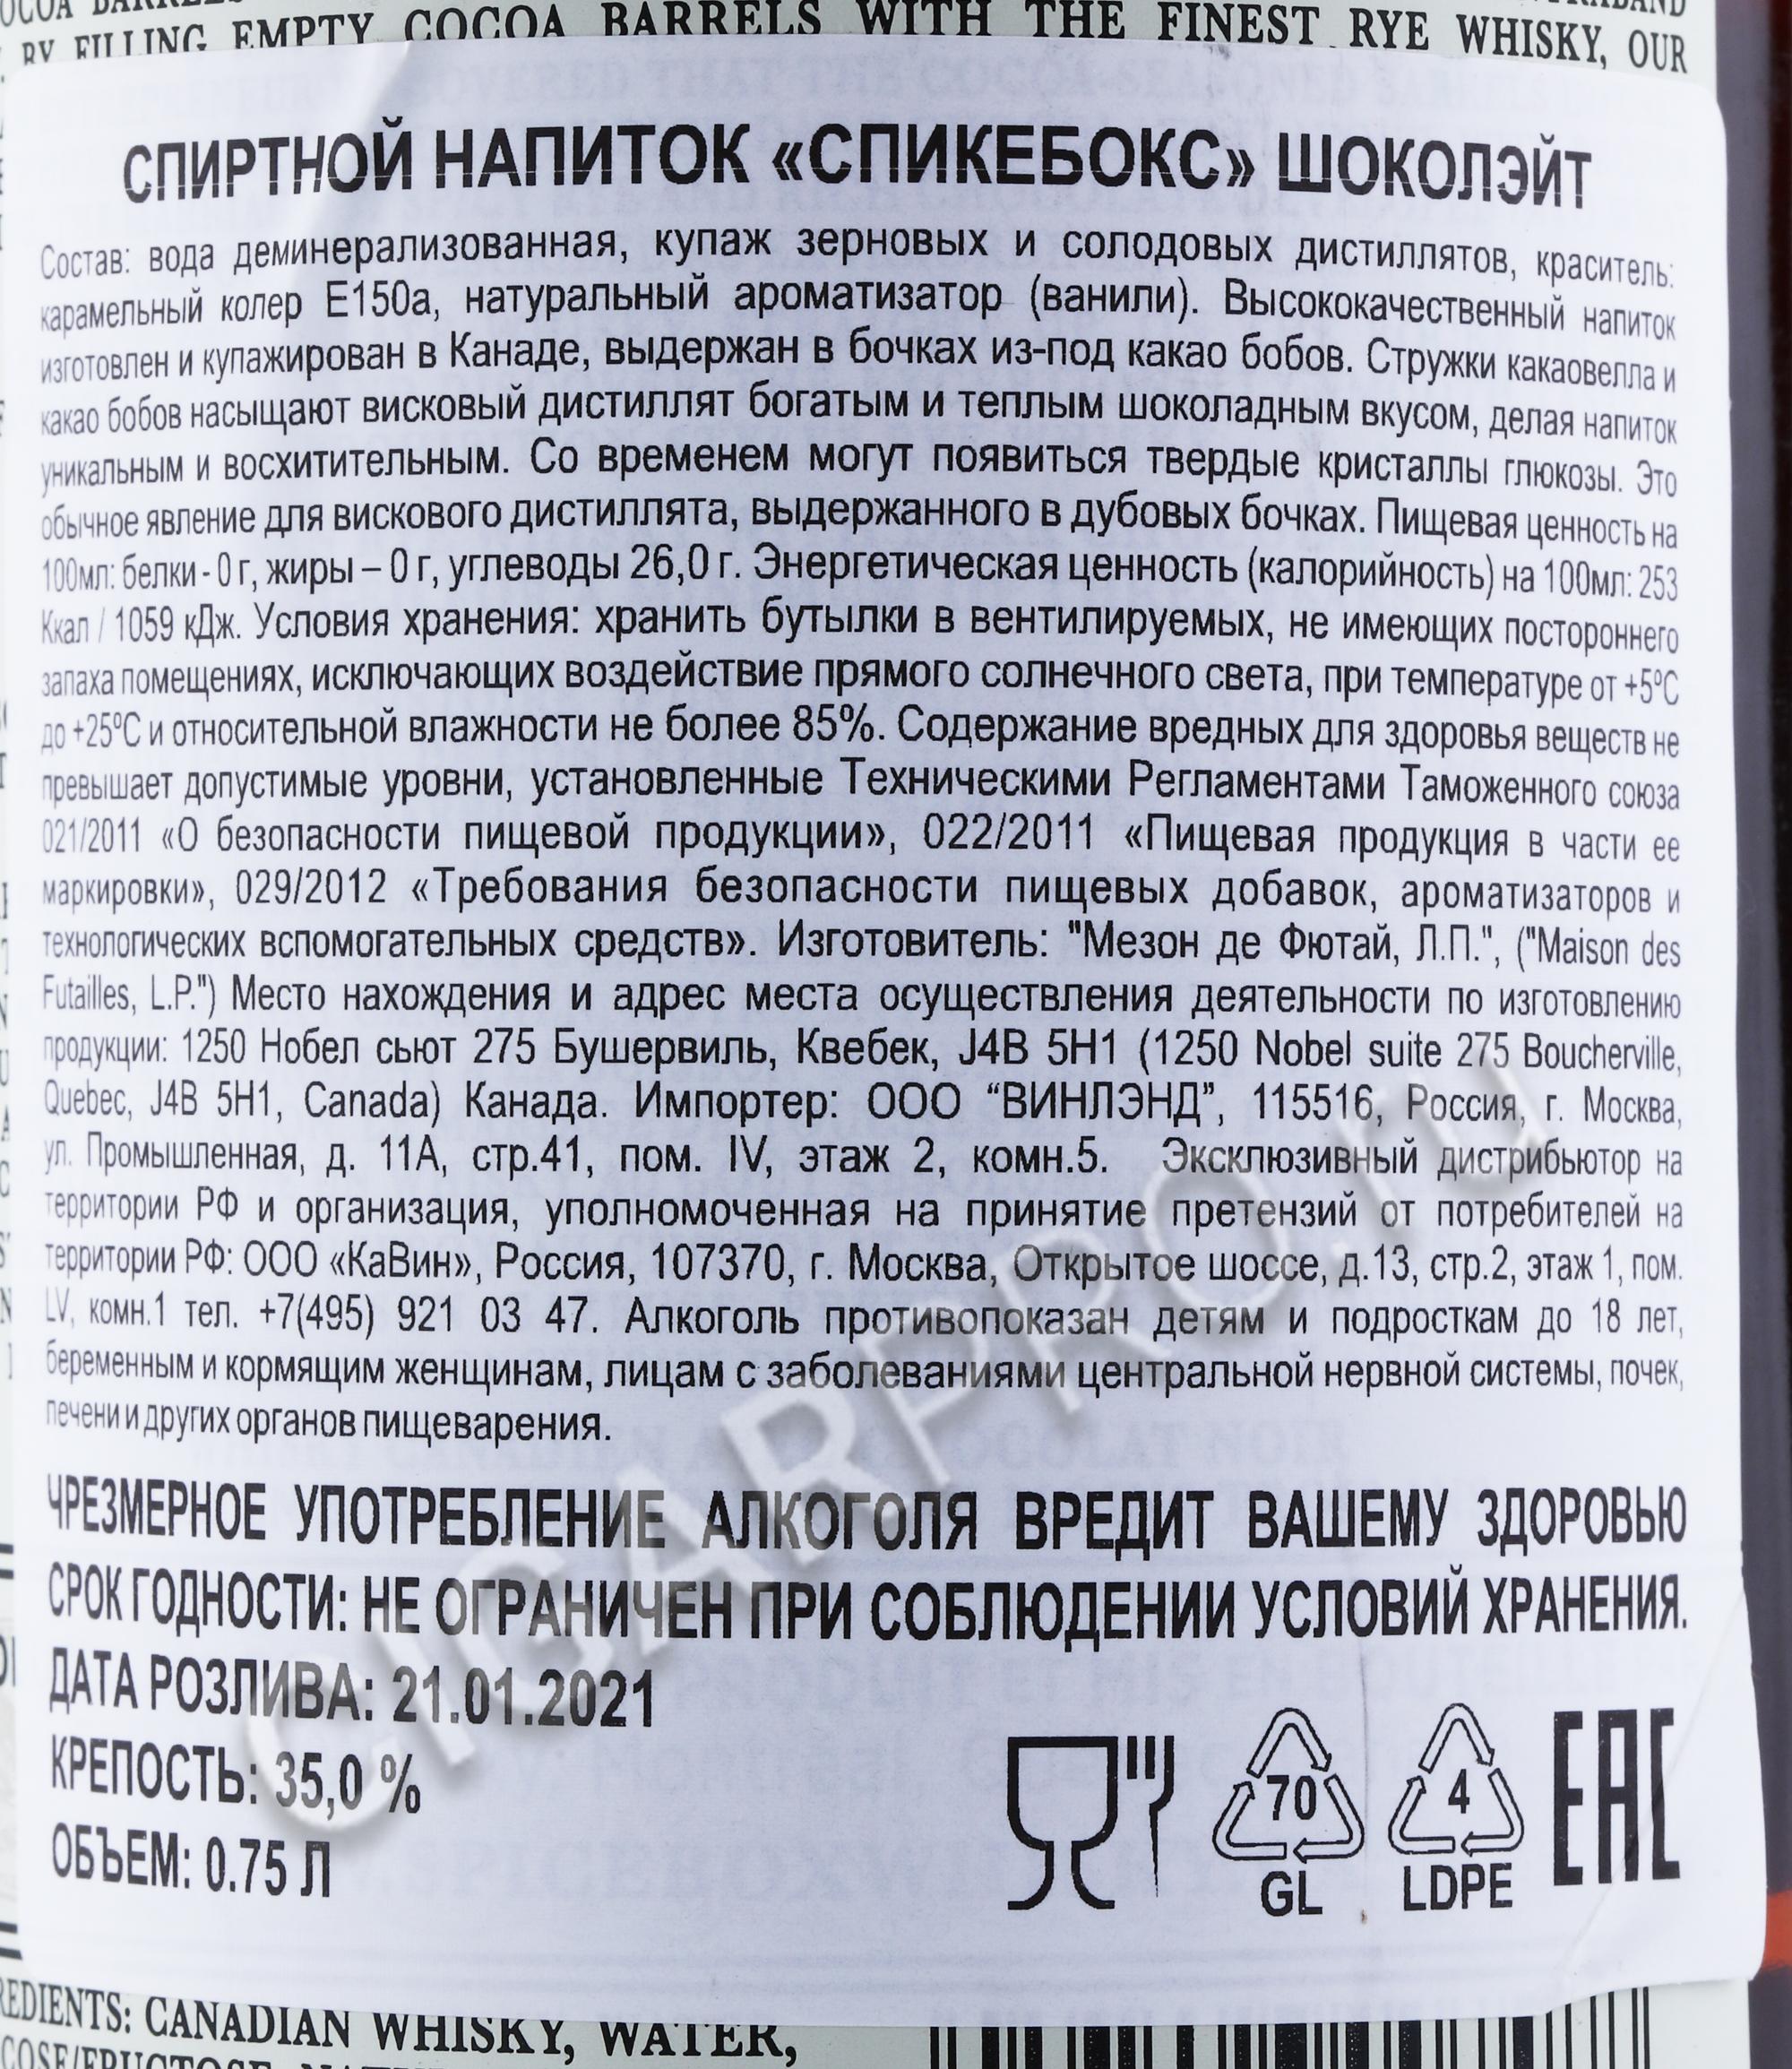 BY FILLING EMPTY COCOA BARRELS WITH THE FINEST RYE WHISKY, OUR
СПИРТНОЙ НАПИТОК «СПИКЕБОКС» ШОКОЛЭЙТ
Состав: вода деминерализованная, купаж зерновых и солодовых дистиллятов, краситель:
карамельный колер Е150а, натуральный ароматизатор (ванили). Высококачественный напиток
изготовлен и купажирован в Канаде, выдержан в бочках из-под какао бобов. Стружки какаовелла и
какао бобов насыщают висковый дистиллят богатым и теплым шоколадным вкусом, делая напиток
уникальным и восхитительным. Со временем могут появиться твердые кристаллы глюкозы. Это
обычное явление для вискового дистиллята, выдержанного в дубовых бочках. Пищевая ценность на
100мл: белки - 0 г, жиры – 0 г, углеводы 26,0 г. Энергетическая ценность (калорийность) на 100мл: 253
Ккал / 1059 кДж. Условия хранения: хранить бутылки в вентилируемых, не имеющих постороннего
запаха помещениях, исключающих воздействие прямого солнечного света, при температуре от +5ºС
до +25ºС и относительной влажности не более 85%. Содержание вредных для здоровья веществ не
превышает допустимые уровни, установленные Техническими Регламентами Таможенного союза
021/2011 «О безопасности пищевой продукции», 022/2011 «Пищевая продукция в части ее
маркировки», 029/2012 «Требования безопасности пищевых добавок, ароматизаторов и
технологических вспомогательных средств». Изготовитель: "Мезон де Фютай, Л.П.", ("Maison des
Futailles, L.P.") Место нахождения и адрес места осуществления деятельности по изготовлению
продукции: 1250 Нобел сьют 275 Бушервиль, Квебек, J4B 5H1 (1250 Nobel suite 275 Boucherville,
Quebec, J4B 5H1, Canada) Канада. Импортер: ООО “ВИНЛЭНД”, 115516, Россия, г. Москва,
ул. Промышленная, д. 11А, стр.41, пом. IV, этаж 2, комн.5. Эксклюзивный дистрибьютор на
территории РФ и организация, уполномоченная на принятие претензий от потребителей на
территории РФ: ООО «КаВин», Россия, 107370, г. Москва, Открытое шоссе, д.13, стр.2, этаж 1, пом.
LV, комн.1 тел. +7(495) 921 03 47. Алкоголь противопоказан детям и подросткам до 18 лет,
беременным и кормящим женщинам, лицам с заболеваниями центральной нервной системы, почек,
печени и других органов пищеварения.
ЧРЕЗМЕРНОЕ УПОТРЕБЛЕНИЕ АЛКОГОЛЯ ВРЕДИТ ВАШЕМУ ЗДОРОВЬЮ
СРОК ГОДНОСТИ: НЕ ОГРАНИЧЕН ПРИ СОБЛЮДЕНИИ УСЛОВИЙ ХРАНЕНИЯ.
ДАТА РОЗЛИВА: 21.01.2021
КРЕПОСТЬ: 35,0 %
ОБЪЕМ: 0.75 Л
70
GL
4
LDPE
EAC
CIGARPRO.ru
REDIENTS: CANADIAN WHISKY, WATER,